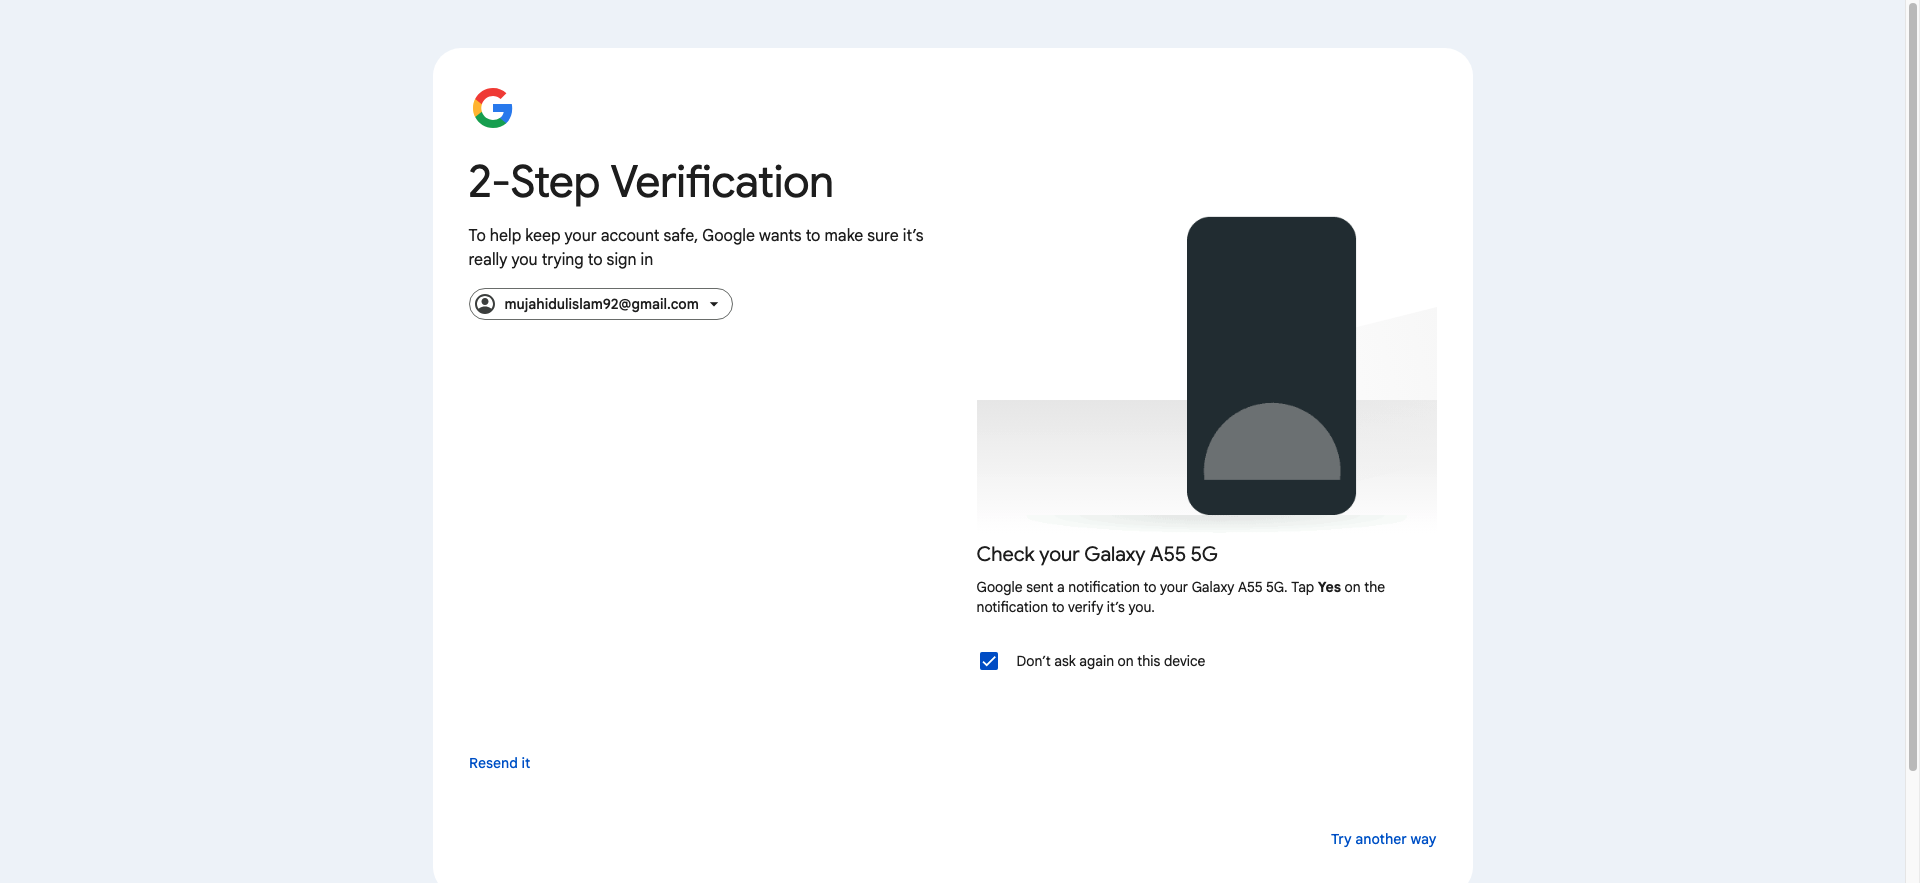 2-Step Verification
To help keep your account safe, Google wants to make sure it’s
really you trying to sign in
mujahidulislam92@gmail.com
Check your Galaxy A55 5G
Google sent a notification to your Galaxy A55 5G. Tap Yes on the
notification to verify it’s you.
Don’t ask again on this device
Resend it
Try another way